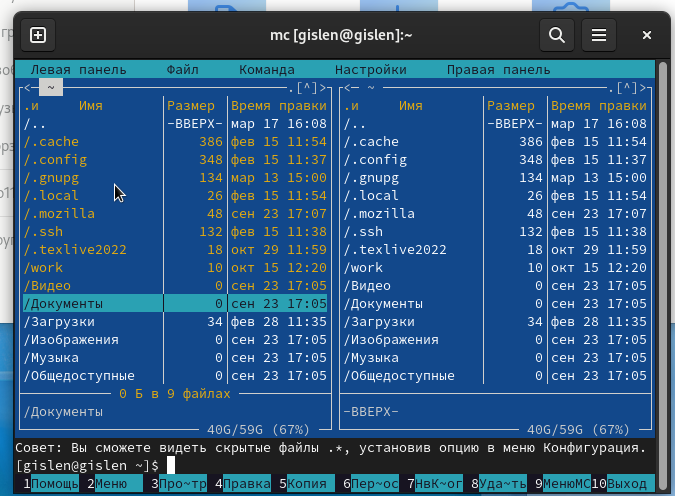 mc [gislen@gislen]:~
Левая панель Файл Команда Настройки Правая панель
<- ~ .[^]> <- ~ .[^]>
.и Имя Размер Время правки .и Имя Размер Время правки
/.. -ВВЕРХ- мар 17 16:08 /.. -ВВЕРХ- мар 17 16:08
/.cache 386 фев 15 11:54 /.cache 386 фев 15 11:54
/.config 348 фев 15 11:37 /.config 348 фев 15 11:37
/.gnupg 134 мар 13 15:00 /.gnupg 134 мар 13 15:00
/.local 26 фев 15 11:54 /.local 26 фев 15 11:54
/.mozilla 48 сен 23 17:07 /.mozilla 48 сен 23 17:07
/.ssh 132 фев 15 11:38 /.ssh 132 фев 15 11:38
/.texlive2022 18 окт 29 11:59 /.texlive2022 18 окт 29 11:59
/work 10 окт 15 12:20 /work 10 окт 15 12:20
/Видео 0 сен 23 17:05 /Видео 0 сен 23 17:05
/Документы 0 сен 23 17:05 /Документы 0 сен 23 17:05
/Загрузки 34 фев 28 11:35 /Загрузки 34 фев 28 11:35
/Изображения 0 сен 23 17:05 /Изображения 0 сен 23 17:05
/Музыка 0 сен 23 17:05 /Музыка 0 сен 23 17:05
/Общедоступные 0 сен 23 17:05 /Общедоступные 0 сен 23 17:05
0 Б в 9 файлах
/Документы -ВВЕРХ-
40G/59G (67%) 40G/59G (67%)
Совет: Вы сможете видеть скрытые файлы .*, установив опцию в меню Конфигурация.
[gislen@gislen ~]$
1Помощь 2Меню 3Про~тр 4Правка 5Копия 6Пер~ос 7НвК~ог 8Уда~ть 9МенюMC 10Выход